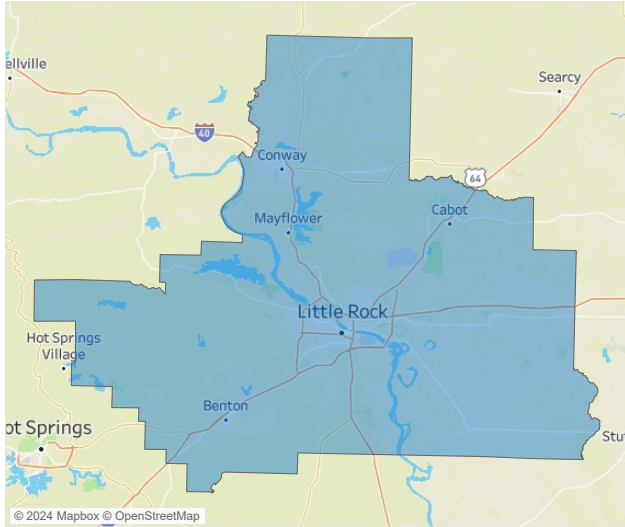 ellville
Searcy
40
Conway
64
Mayflower
Cabot
Little Rock
Hot Springs
Village
Benton
ot Springs
Stu
© 2024 Mapbox © OpenStreetMap